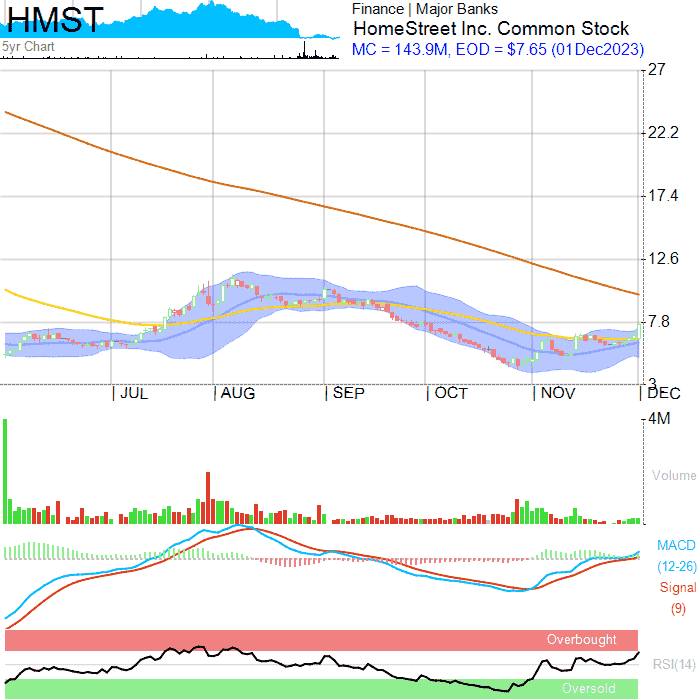 HMST
5yr Chart
Finance | Major Banks
HomeStreet Inc. Common Stock
MC = 143.9M, EOD = $7.65 (01Dec2023)
27
22.2
17.4
12.6
7.8
3
JUL AUG SEP OCT NOV DEC
4M
Volume
MACD
(12-26)
Signal
(9)
Overbought
RSI(14)
Oversold